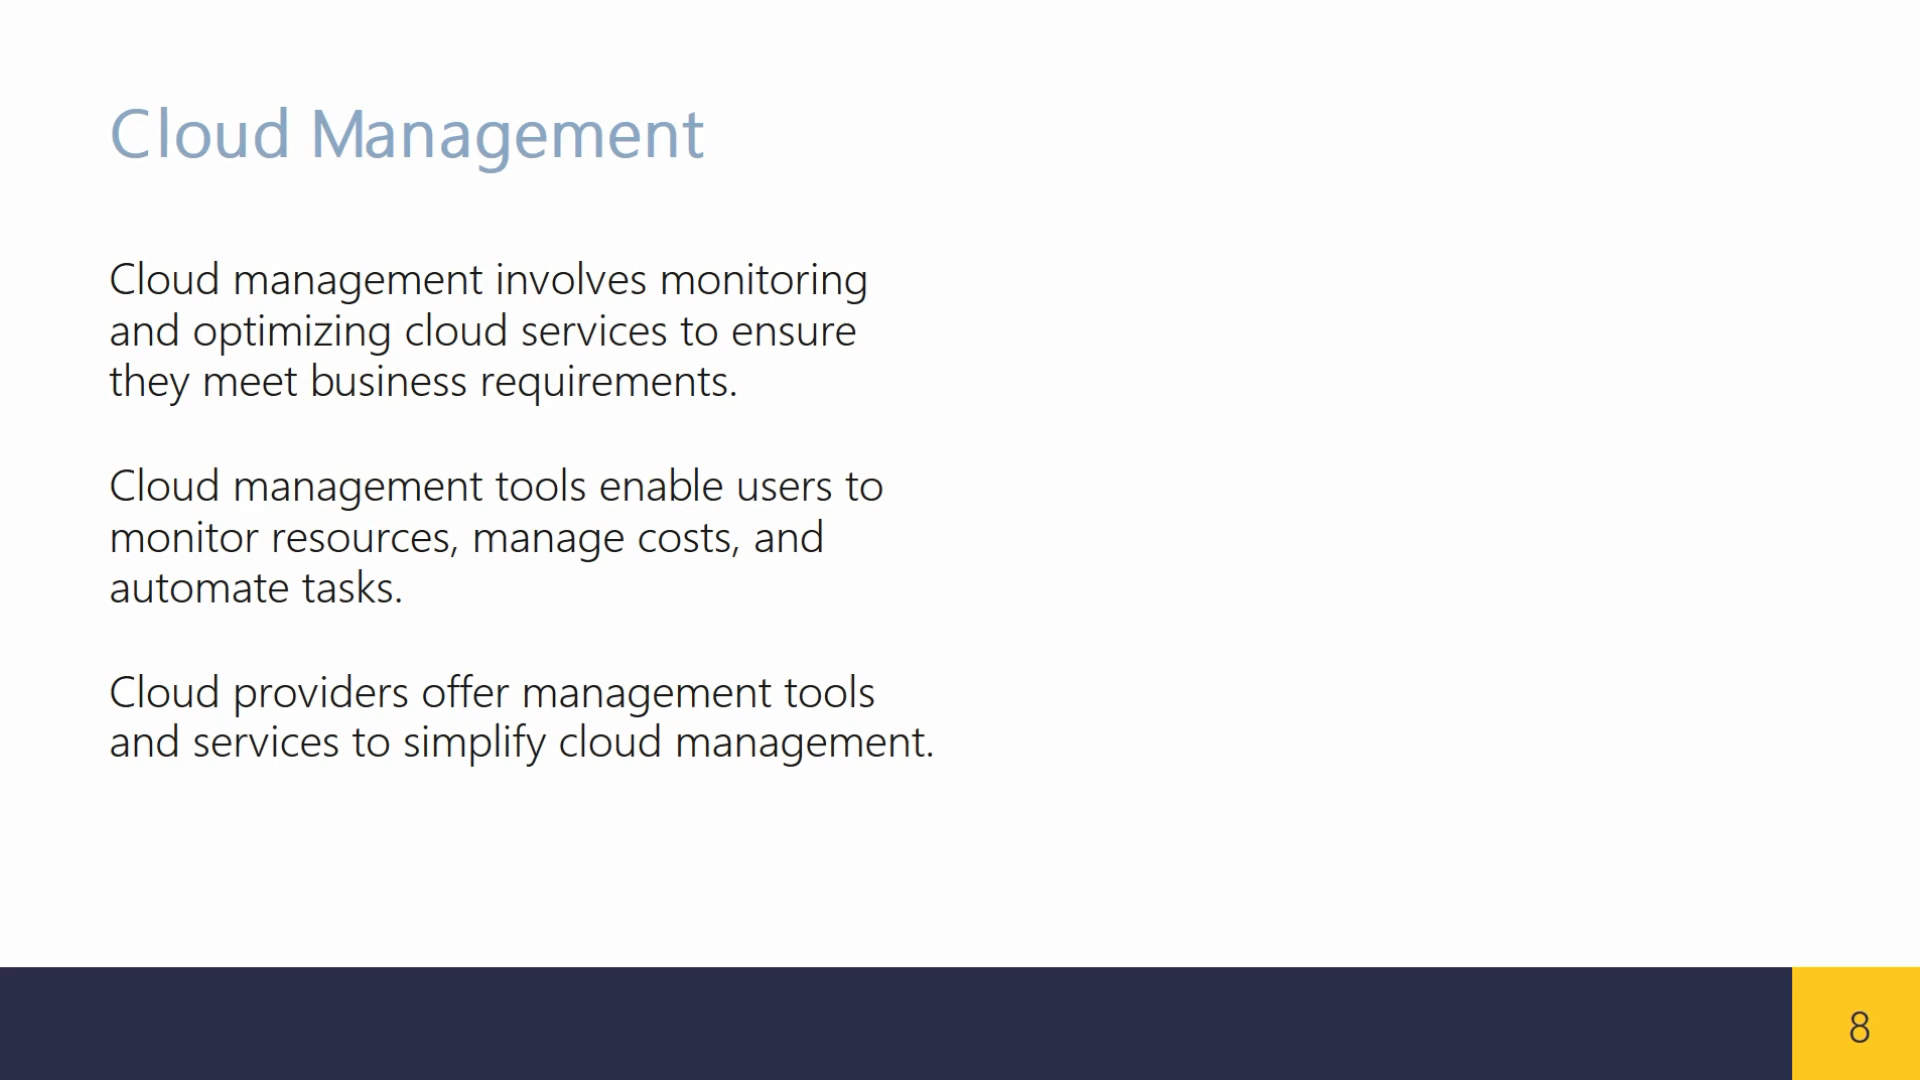 Cloud Management
Cloud management involves monitoring
and optimizing cloud services to ensure
they meet business requirements.
Cloud management tools enable users to
monitor resources, manage costs, and
automate tasks.
Cloud providers offer management tools
and services to simplify cloud management.
8